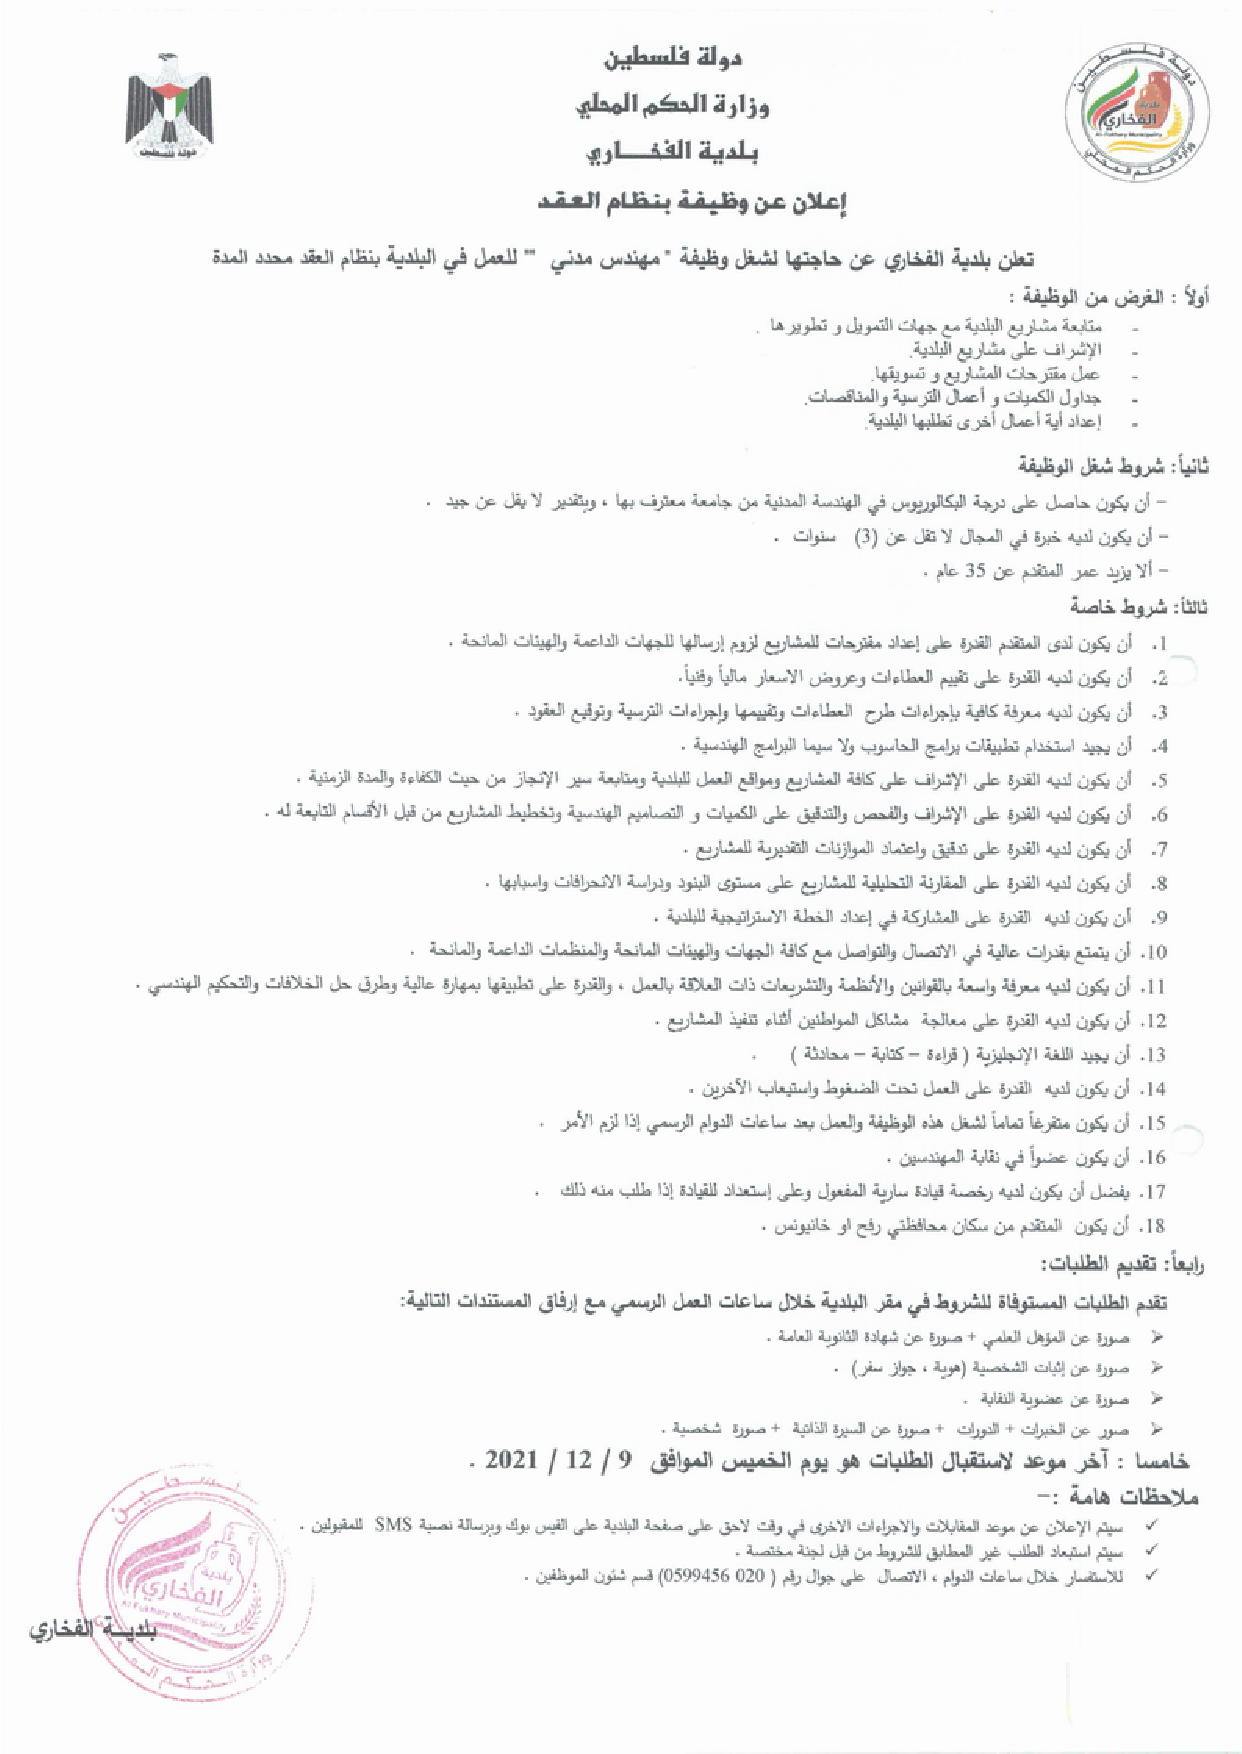 دولة فلسطين
وزارة الحكم المحلي
بلدية الفخاري
إعلان عن وظيفة بنظام العقد
تعلن بلدية الفخاري عن حاجتها لشغل وظيفة " مهندس مدني "" للعمل في البلدية بنظام العقد محدد المدة
أولاً : الغرض من الوظيفة :
- متابعة مشاريع البلدية مع جهات التمويل و تطويرها .
- الإشراف على مشاريع البلدية.
- عمل مقترحات المشاريع و تسويقها.
- جداول الكميات و أعمال الترسية والمناقصات.
- إعداد أية أعمال أخرى تطلبها البلدية.
ثانياً: شروط شغل الوظيفة
– أن يكون حاصل على درجة البكالوريوس في الهندسة المدنية من جامعة معترف بها ، وبتقدير لا يقل عن جيد .
– أن يكون لديه خبرة في المجال لا تقل عن (3) سنوات .
– ألا يزيد عمر المتقدم عن 35 عام .
ثالثاً: شروط خاصة
1. أن يكون لدى المتقدم القدرة على إعداد مقترحات للمشاريع لزوم إرسالها للجهات الداعمة والهيئات المانحة .
2. أن يكون لديه القدرة على تقييم العطاءات وعروض الاسعار مالياً وفنياً.
3. أن يكون لديه معرفة كافية بإجراءات طرح العطاءات وتقييمها وإجراءات الترسية وتوقيع العقود .
4. أن يجيد استخدام تطبيقات برامج الحاسوب ولا سيما البرامج الهندسية .
5. أن يكون لديه القدرة على الإشراف على كافة المشاريع ومواقع العمل للبلدية ومتابعة سير الإنجاز من حيث الكفاءة والمدة الزمنية .
6. أن يكون لديه القدرة على الإشراف والفحص والتدقيق على الكميات و التصاميم الهندسية وتخطيط المشاريع من قبل الأقسام التابعة له .
7. أن يكون لديه القدرة على تدقيق واعتماد الموازنات التقديرية للمشاريع .
8. أن يكون لديه القدرة على المقارنة التحليلية للمشاريع على مستوى البنود ودراسة الانحرافات واسبابها .
9. أن يكون لديه القدرة على المشاركة في إعداد الخطة الاستراتيجية للبلدية .
10. أن يتمتع بقدرات عالية في الاتصال والتواصل مع كافة الجهات والهيئات المانحة والمنظمات الداعمة والمانحة .
11. أن يكون لديه معرفة واسعة بالقوانين والأنظمة والتشريعات ذات العلاقة بالعمل ، والقدرة على تطبيقها بمهارة عالية وطرق حل الخلافات والتحكيم الهندسي .
12. أن يكون لديه القدرة على معالجة مشاكل المواطنين أثناء تنفيذ المشاريع .
13. أن يجيد اللغة الإنجليزية ( قراءة – كتابة – محادثة ) .
14. أن يكون لديه القدرة على العمل تحت الضغوط واستيعاب الآخرين .
15. أن يكون متفرغاً تماماً لشغل هذه الوظيفة والعمل بعد ساعات الدوام الرسمي إذا لزم الأمر .
16. أن يكون عضواً في نقابة المهندسين .
17. يفضل أن يكون لديه رخصة قيادة سارية المفعول وعلى إستعداد للقيادة إذا طلب منه ذلك .
18. أن يكون المتقدم من سكان محافظتي رفح او خانيونس .
رابعاً: تقديم الطلبات:
تقدم الطلبات المستوفاة للشروط في مقر البلدية خلال ساعات العمل الرسمي مع إرفاق المستندات التالية:
➢ صورة عن المؤهل العلمي + صورة عن شهادة الثانوية العامة .
➢ صورة عن إثبات الشخصية (هوية ، جواز سفر) .
➢ صورة عن عضوية النقابة .
➢ صور عن الخبرات + الدورات + صورة عن السيرة الذاتية + صورة شخصية .
خامسا : آخر موعد لاستقبال الطلبات هو يوم الخميس الموافق 9 / 12 / 2021 .
ملاحظات هامة :–
✓ سيتم الإعلان عن موعد المقابلات والاجراءات الاخرى في وقت لاحق على صفحة البلدية على الفيس بوك وبرسالة نصية SMS للمقبولين .
✓ سيتم استبعاد الطلب غير المطابق للشروط من قبل لجنة مختصة .
✓ للاستفسار خلال ساعات الدوام ، الاتصال على جوال رقم ( 020 0599456) قسم شئون الموظفين .
بلدية الفخاري